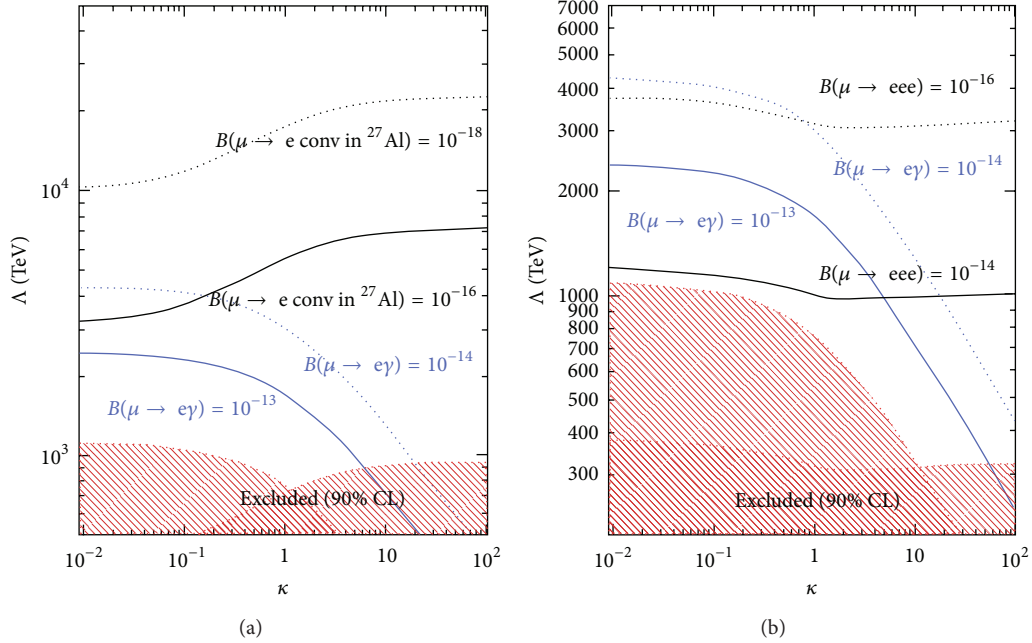 Λ (TeV)
10⁴
10³
B(μ → e conv in ²⁷Al) = 10⁻¹⁸
B(μ → e conv in ²⁷Al) = 10⁻¹⁶
B(μ → eγ) = 10⁻¹⁴
B(μ → eγ) = 10⁻¹³
Excluded (90% CL)
10⁻² 10⁻¹ 1 10 10²
κ
(a)
Λ (TeV)
7000
6000
5000
4000
3000
2000
1000
900
800
700
600
500
400
300
B(μ → eee) = 10⁻¹⁶
B(μ → eγ) = 10⁻¹⁴
B(μ → eγ) = 10⁻¹³
B(μ → eee) = 10⁻¹⁴
Excluded (90% CL)
10⁻² 10⁻¹ 1 10 10²
κ
(b)